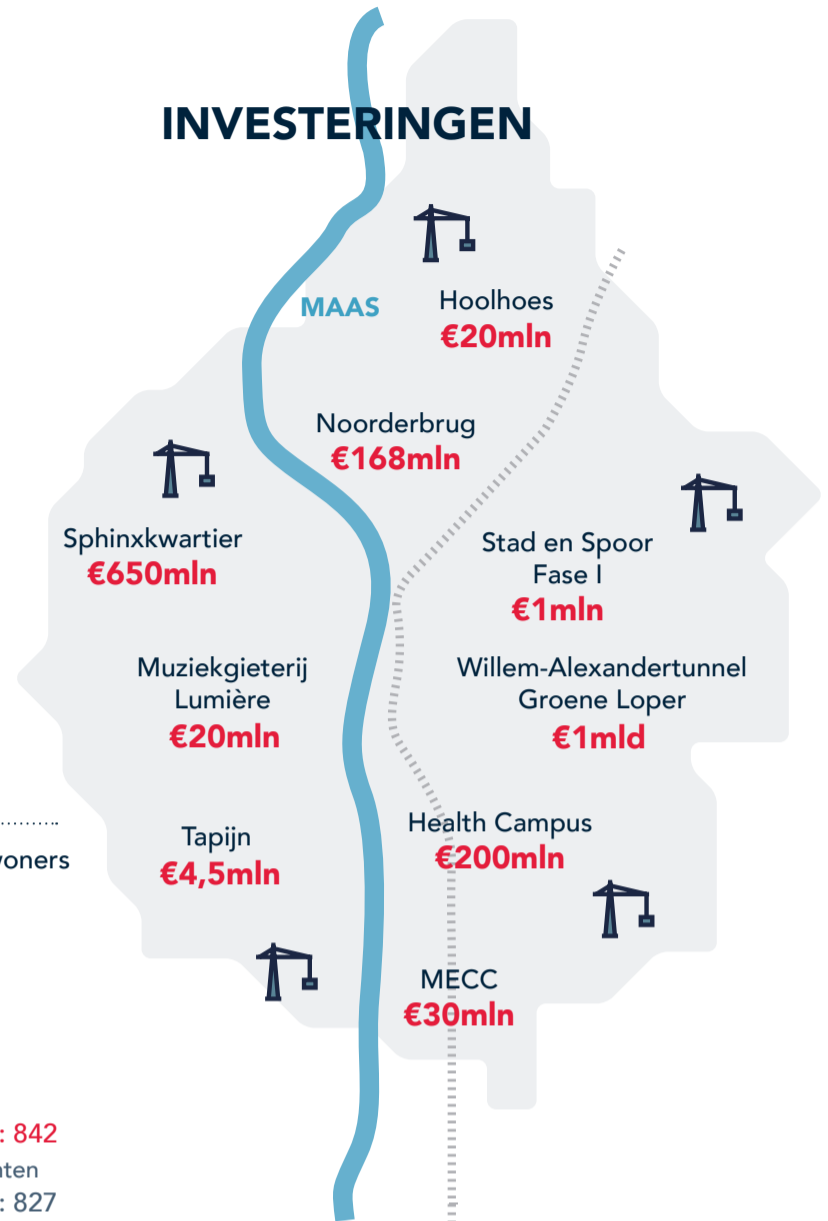 INVESTERINGEN
MAAS
Hoolhoes
€20mln
Noorderbrug
€168mln
Sphinxkwartier
€650mln
Stad en Spoor
Fase I
€1mln
Muziekgieterij
Lumière
€20mln
Willem-Alexandertunnel
Groene Loper
€1mld
Tapijn
€4,5mln
Health Campus
€200mln
MECC
€30mln
: 842
: 827